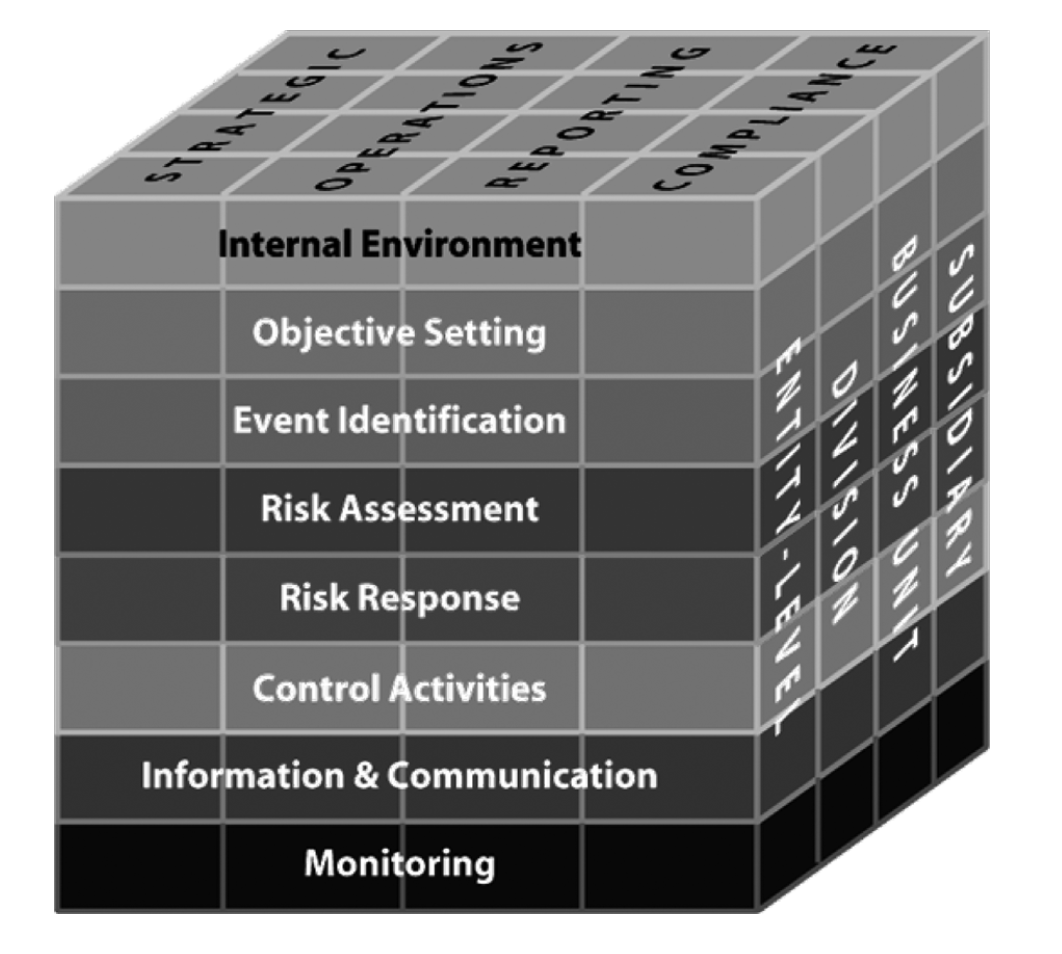 STRATEGIC
OPERATIONS
REPORTING
COMPLIANCE
Internal Environment
Objective Setting
Event Identification
Risk Assessment
Risk Response
Control Activities
Information & Communication
Monitoring
ENTITY-LEVEL
DIVISION
BUSINESS UNIT
SUBSIDIARY